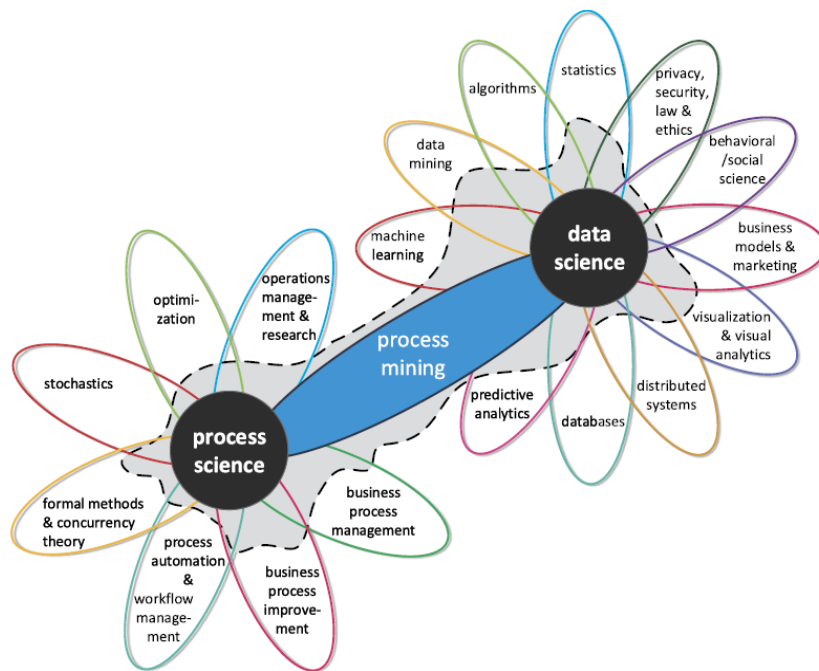 statistics
privacy,
security,
law &
ethics
algorithms
behavioral
/social
science
data
mining
data
science
business
models &
marketing
machine
learning
operations
manage-
ment &
research
optimi-
zation
visualization
& visual
analytics
process
mining
stochastics
predictive
analytics
distributed
systems
databases
process
science
business
process
management
formal methods
& concurrency
theory
process
automation
&
workflow
manage-
ment
business
process
improve-
ment